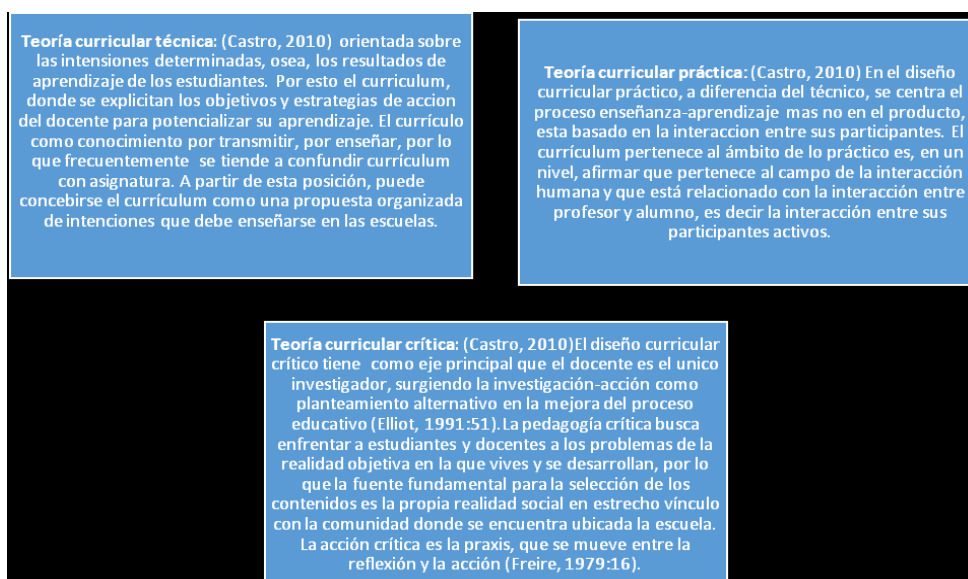 Teoría curricular técnica: (Castro, 2010) orientada sobre
las intensiones determinadas, osea, los resultados de
aprendizaje de los estudiantes. Por esto el curriculum,
donde se explicitan los objetivos y estrategias de accion
del docente para potencializar su aprendizaje. El currículo
como conocimiento por transmitir, por enseñar, por lo
que frecuentemente se tiende a confundir currículum
con asignatura. A partir de esta posición, puede
concebirse el currículum como una propuesta organizada
de intenciones que debe enseñarse en las escuelas.
Teoría curricular práctica: (Castro, 2010) En el diseño
curricular práctico, a diferencia del técnico, se centra el
proceso enseñanza-aprendizaje mas no en el producto,
esta basado en la interaccion entre sus participantes. El
currículum pertenece al ámbito de lo práctico es, en un
nivel, afirmar que pertenece al campo de la interacción
humana y que está relacionado con la interacción entre
profesor y alumno, es decir la interacción entre sus
participantes activos.
Teoría curricular crítica: (Castro, 2010)El diseño curricular
crítico tiene como eje principal que el docente es el unico
investigador, surgiendo la investigación-acción como
planteamiento alternativo en la mejora del proceso
educativo (Elliot, 1991:51).La pedagogía crítica busca
enfrentar a estudiantes y docentes a los problemas de la
realidad objetiva en la que vives y se desarrollan, por lo
que la fuente fundamental para la selección de los
contenidos es la propia realidad social en estrecho vínculo
con la comunidad donde se encuentra ubicada la escuela.
La acción crítica es la praxis, que se mueve entre la
reflexión y la acción (Freire, 1979:16).